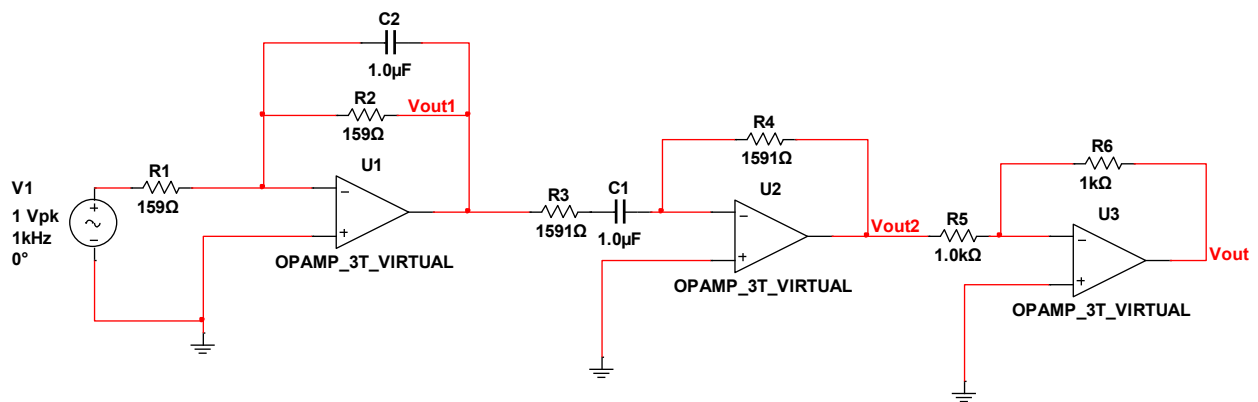 C2
1.0µF
R2
Vout1
159Ω
U1
R1
159Ω
V1
1 Vpk
1kHz
0°
OPAMP_3T_VIRTUAL
R3
1591Ω
C1
1.0µF
R4
1591Ω
U2
Vout2
OPAMP_3T_VIRTUAL
R5
1.0kΩ
R6
1kΩ
U3
Vout
OPAMP_3T_VIRTUAL